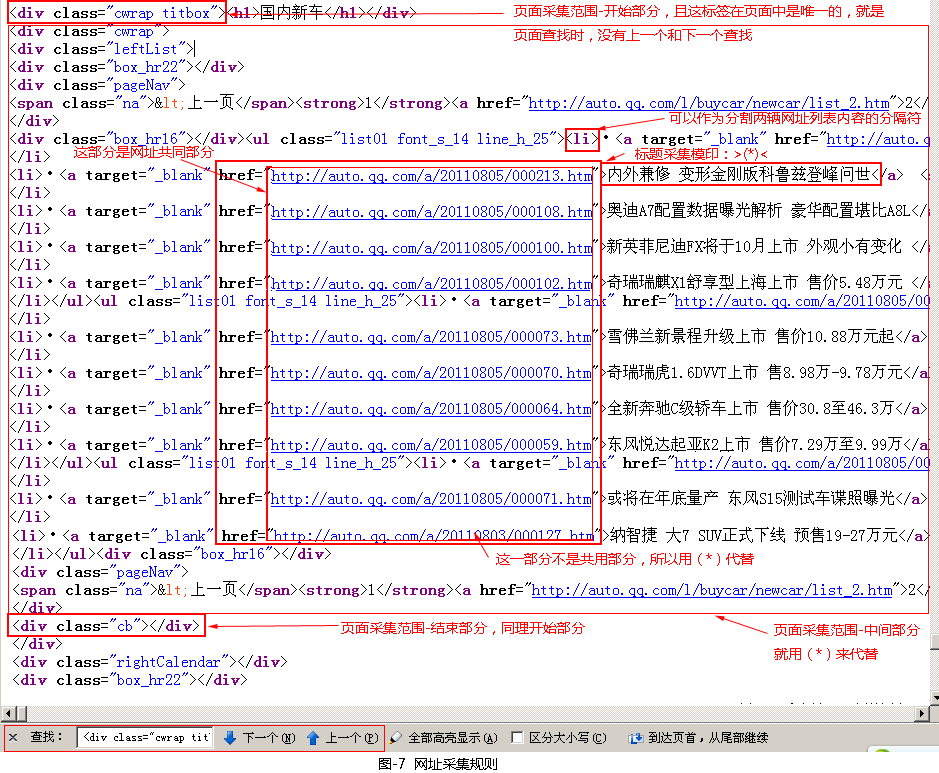 <div class="cwrap titbox"><h1>国内新车</h1></div>
页面采集范围-开始部分，且这标签在页面中是唯一的，就是
<div class="cwrap">
页面查找时，没有上一个和下一个查找
<div class="leftList">
<div class="box_hr22"></div>
<div class="pageNav">
<span class="na">&lt;上一页</span><strong>1</strong><a href="http://auto.qq.com/l/buycar/newcar/list_2.htm">2</
</div>
可以作为分割两辆网址列表内容的分隔符
<div class="box_hr16"></div><ul class="list01 font_s_14 line_h_25"><li>•<a target="_blank" href="http://auto.q
</li>
这部分是网址共同部分
标题采集模印：>(*)<
<li>•<a target="_blank" href="http://auto.qq.com/a/20110805/000213.htm">内外兼修 变形金刚版科鲁兹登峰问世</a> <
</li>
<li>•<a target="_blank" href="http://auto.qq.com/a/20110805/000108.htm">奥迪A7配置数据曝光解析 豪华配置堪比A8L</
</li>
<li>•<a target="_blank" href="http://auto.qq.com/a/20110805/000100.htm">新英菲尼迪FX将于10月上市 外观小有变化 </
</li>
<li>•<a target="_blank" href="http://auto.qq.com/a/20110805/000102.htm">奇瑞瑞麒X1舒享型上海上市 售价5.48万元 </
</li></ul><ul class="list01 font_s_14 line_h_25"><li>•<a target="_blank" href="http://auto.qq.com/a/20110805/00
</li>
<li>•<a target="_blank" href="http://auto.qq.com/a/20110805/000073.htm">雪佛兰新景程升级上市 售价10.88万元起</a>
</li>
<li>•<a target="_blank" href="http://auto.qq.com/a/20110805/000070.htm">奇瑞瑞虎1.6DVVT上市 售8.98万-9.78万元</a
</li>
<li>•<a target="_blank" href="http://auto.qq.com/a/20110805/000064.htm">全新奔驰C级轿车上市 售价30.8至46.3万</a>
</li>
<li>•<a target="_blank" href="http://auto.qq.com/a/20110805/000059.htm">东风悦达起亚K2上市 售价7.29万至9.99万</a
</li></ul><ul class="list01 font_s_14 line_h_25"><li>•<a target="_blank" href="http://auto.qq.com/a/20110805/00
</li>
<li>•<a target="_blank" href="http://auto.qq.com/a/20110805/000071.htm">或将在年底量产 东风S15测试车谍照曝光</a>
</li>
<li>•<a target="_blank" href="http://auto.qq.com/a/20110803/000127.htm">纳智捷 大7 SUV正式下线 预售19-27万元</a>
</li></ul><div class="box_hr16"></div>
这一部分不是共用部分，所以用（*）代替
<div class="pageNav">
<span class="na">&lt;上一页</span><strong>1</strong><a href="http://auto.qq.com/l/buycar/newcar/list_2.htm">2</
</div>
<div class="cb"></div>
页面采集范围-结束部分，同理开始部分
页面采集范围-中间部分
就用（*）来代替
</div>
<div class="rightCalendar"></div>
<div class="box_hr22"></div>
× 查找： <div class="cwrap tit 下一个(N) 上一个(P) 全部高亮显示(A) 区分大小写(C) 到达页首，从尾部继续
图-7 网址采集规则